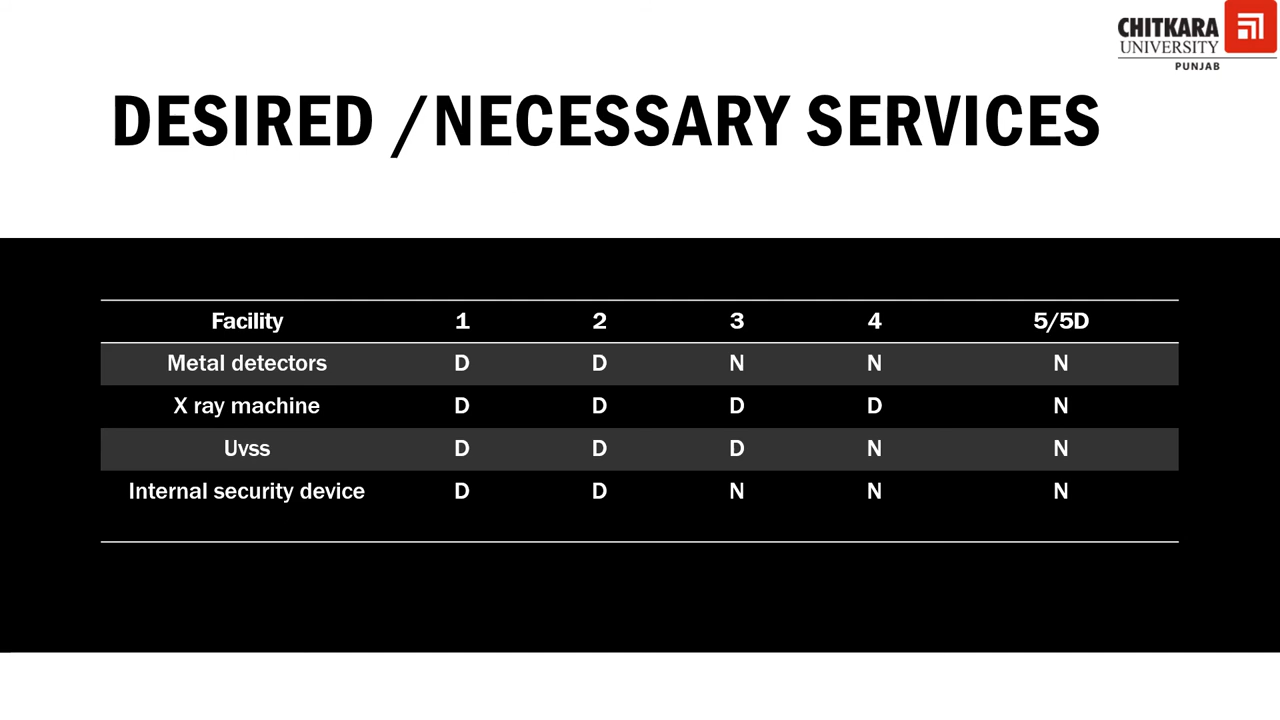 CHITKARA
UNIVERSITY
PUNJAB
DESIRED /NECESSARY SERVICES
Facility 1 2 3 4 5/5D
Metal detectors D D N N N
X ray machine D D D D N
Uvss D D D N N
Internal security device D D N N N